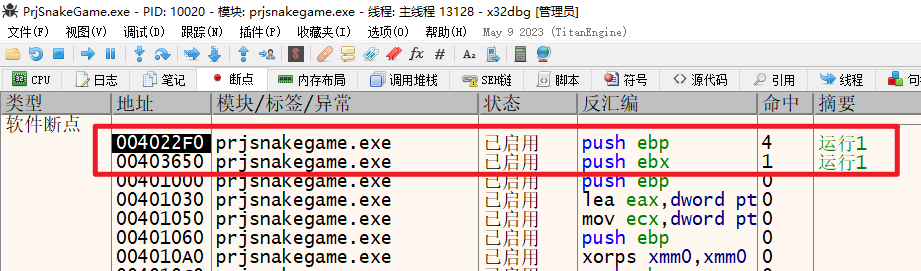 PrjSnakeGame.exe - PID: 10020 - 模块: prjsnakegame.exe - 线程: 主线程 13128 - x32dbg [管理员]
文件(F) 视图(V) 调试(D) 跟踪(N) 插件(P) 收藏夹(I) 选项(O) 帮助(H) May 9 2023 (TitanEngine)
CPU 日志 笔记 断点 内存布局 调用堆栈 SEH链 脚本 符号 源代码 引用 线程
类型 地址 模块/标签/异常 状态 反汇编 命中 摘要
软件断点
004022F0 prjsnakegame.exe 已启用 push ebp 4 运行1
00403650 prjsnakegame.exe 已启用 push ebx 1 运行1
00401000 prjsnakegame.exe 已启用 push ebp 0
00401030 prjsnakegame.exe 已启用 lea eax,dword pt 0
00401050 prjsnakegame.exe 已启用 mov ecx,dword pt 0
00401060 prjsnakegame.exe 已启用 push ebp 0
004010A0 prjsnakegame.exe 已启用 xorps xmm0,xmm0 0